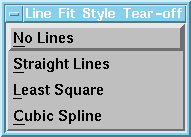 Line Fit Style Tear-off
No Lines
Straight Lines
Least Square
Cubic Spline